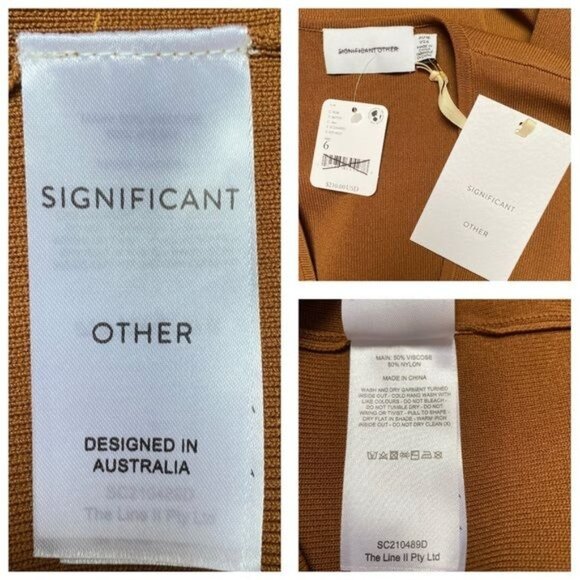 SIGNIFICANT
OTHER
DESIGNED IN
AUSTRALIA
SC210489D
The Line II Pty Ltd
SIGNIFICANT OTHER
6
$210.00 USD
SIGNIFICANT
OTHER
MAIN: 50% VISCOSE
50% NYLON
MADE IN CHINA
WASH AND DRY GARMENT TURNED
INSIDE OUT - COLD HAND WASH WITH
LIKE COLOURS - DO NOT BLEACH -
DO NOT TUMBLE DRY - DO NOT
WRING OR TWIST - PULL TO SHAPE -
DRY FLAT IN SHADE - WARM IRON
INSIDE OUT - DO NOT DRY CLEAN (X)
SC210489D
The Line II Pty Ltd